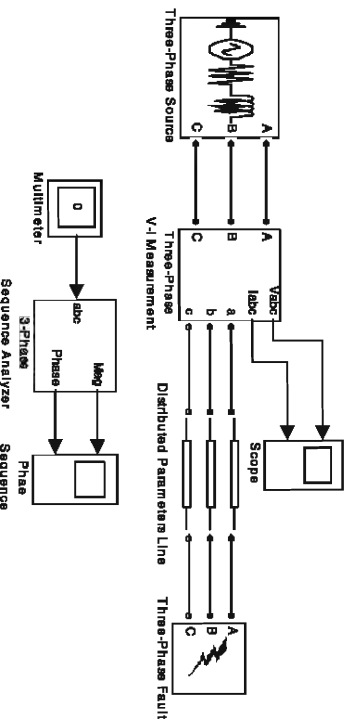 Vabc
Iabc
Scope
A
B
C
A
B
C
a
b
c
A
B
C
Three-Phase Source
Three-Phase
V-I Measurement
Distributed Parameters Line
Three-Phase Fault
0
Multimeter
abc
Meg
Phase
3-Phase
Sequence Analyzer
Phae
Sequence